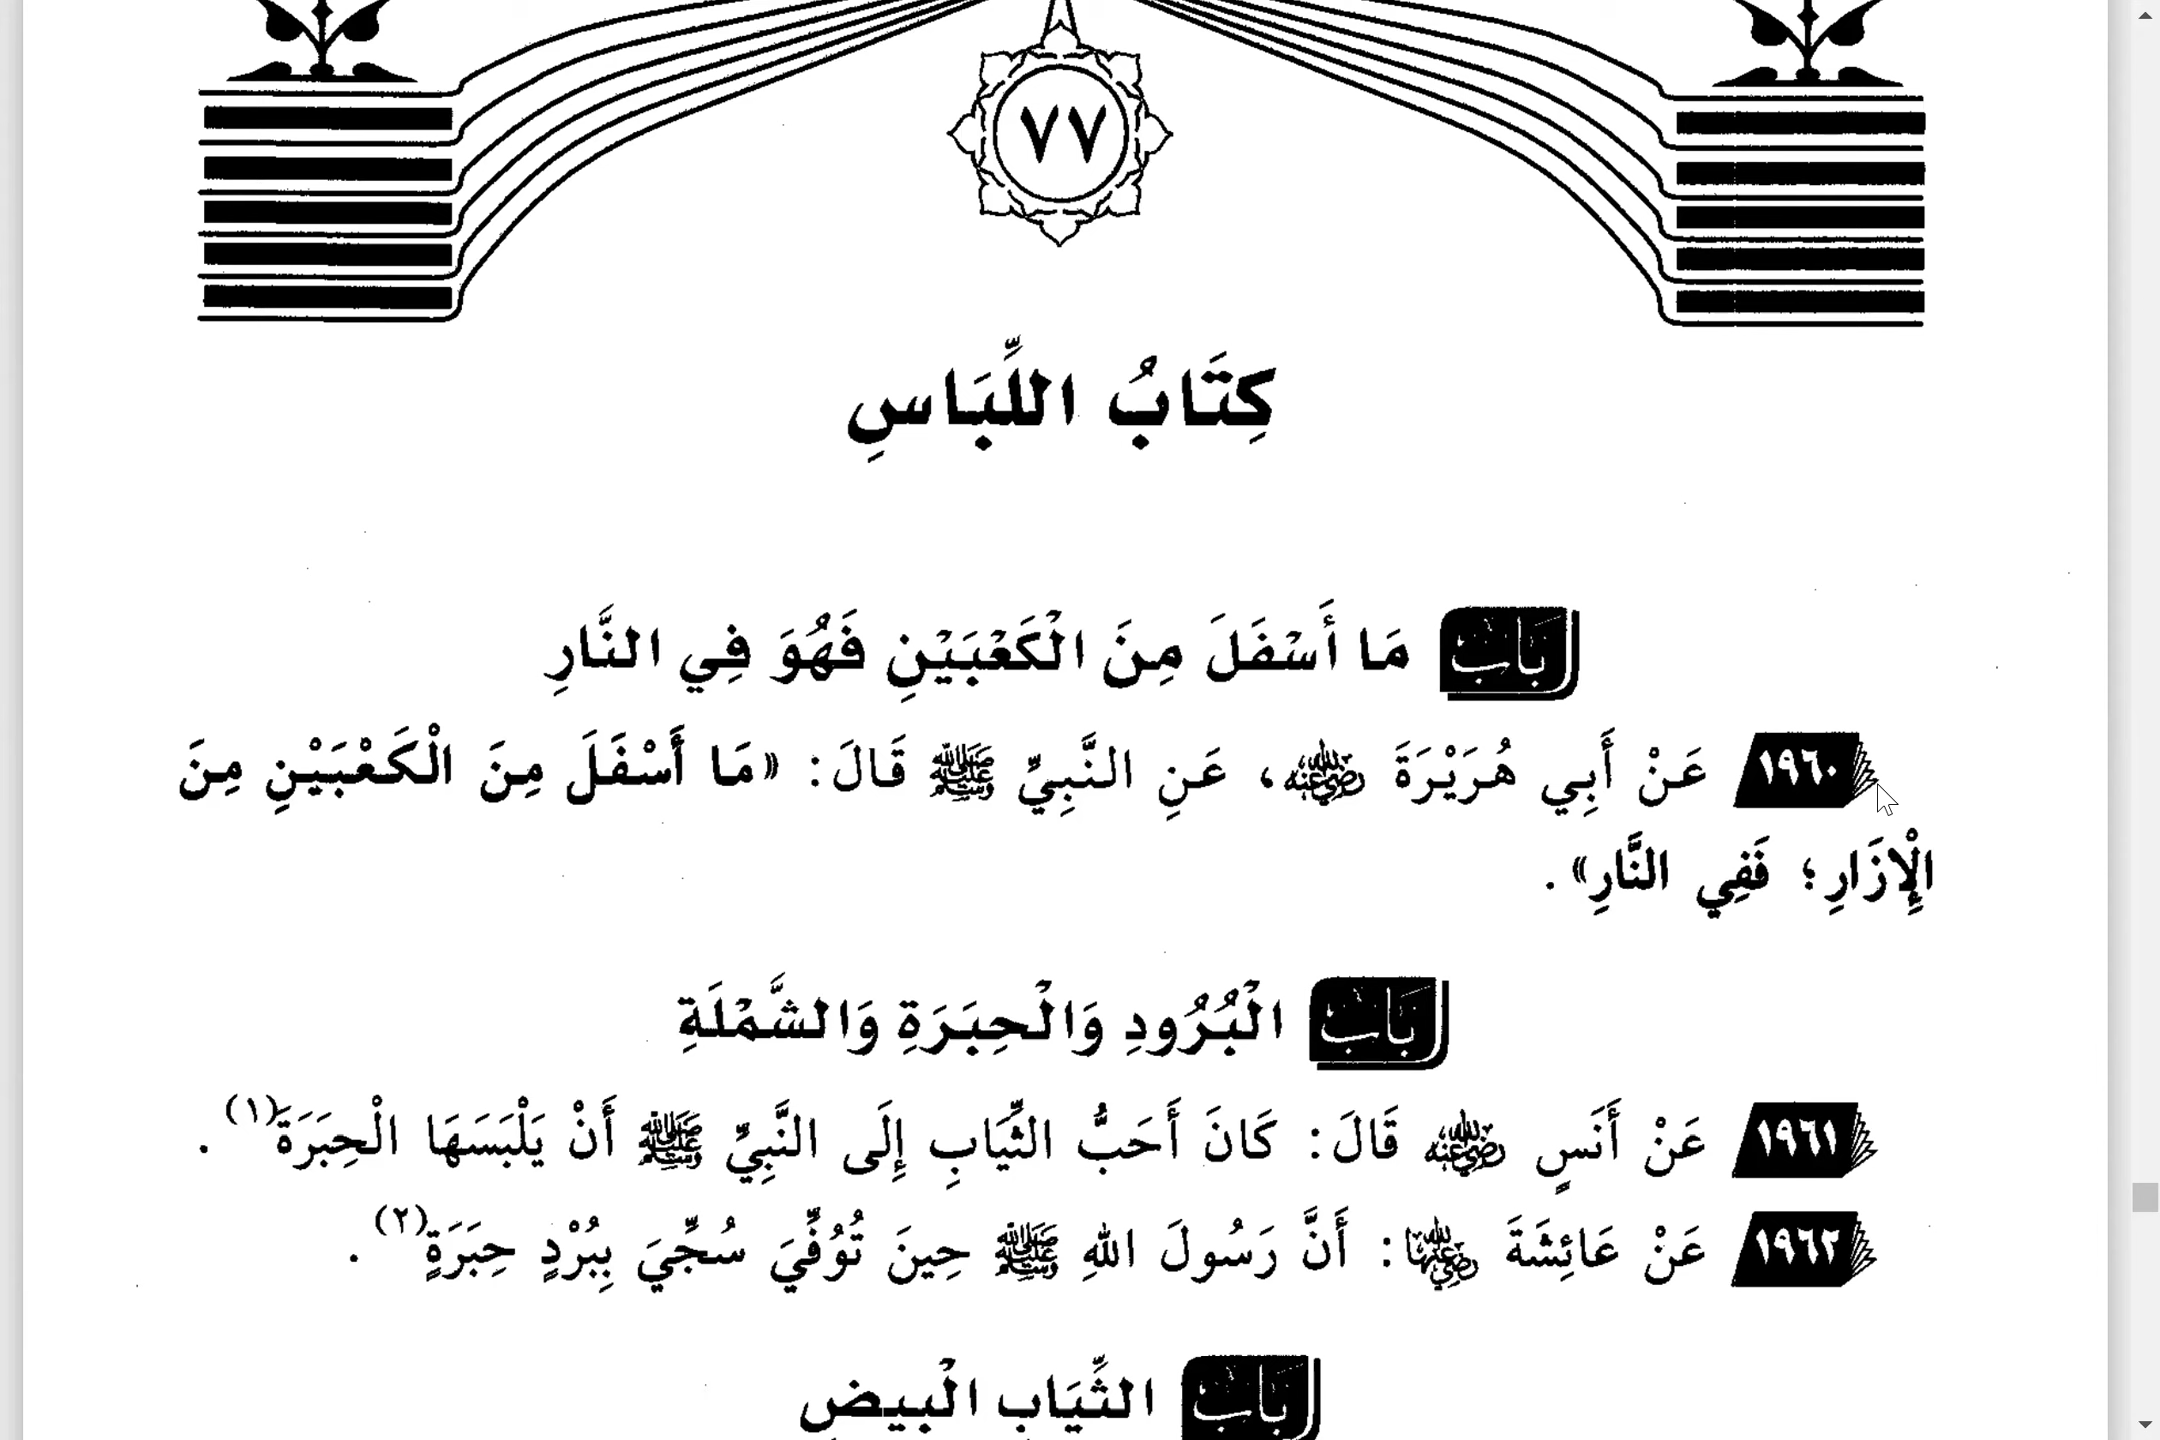 ٧٧
كِتَابُ اللِّبَاسِ
بَابُ مَا أَسْفَلَ مِنَ الْكَعْبَيْنِ فَهُوَ فِي النَّارِ
١٩٦٠ عَنْ أَبِي هُرَيْرَةَ رضي الله عنه، عَنِ النَّبِيِّ ﷺ قَالَ: «مَا أَسْفَلَ مِنَ الْكَعْبَيْنِ مِنَ
الْإِزَارِ؛ فَفِي النَّارِ».
بَابُ الْبُرُودِ وَالْحِبَرَةِ وَالشَّمْلَةِ
١٩٦١ عَنْ أَنَسٍ رضي الله عنه قَالَ: كَانَ أَحَبُّ الثِّيَابِ إِلَى النَّبِيِّ ﷺ أَنْ يَلْبَسَهَا الْحِبَرَةَ(١).
١٩٦٢ عَنْ عَائِشَةَ رضي الله عنها: أَنَّ رَسُولَ اللهِ ﷺ حِينَ تُوُفِّيَ سُجِّيَ بِبُرْدٍ حِبَرَةٍ(٢).
بَابُ الثِّيَابِ الْبِيضِ